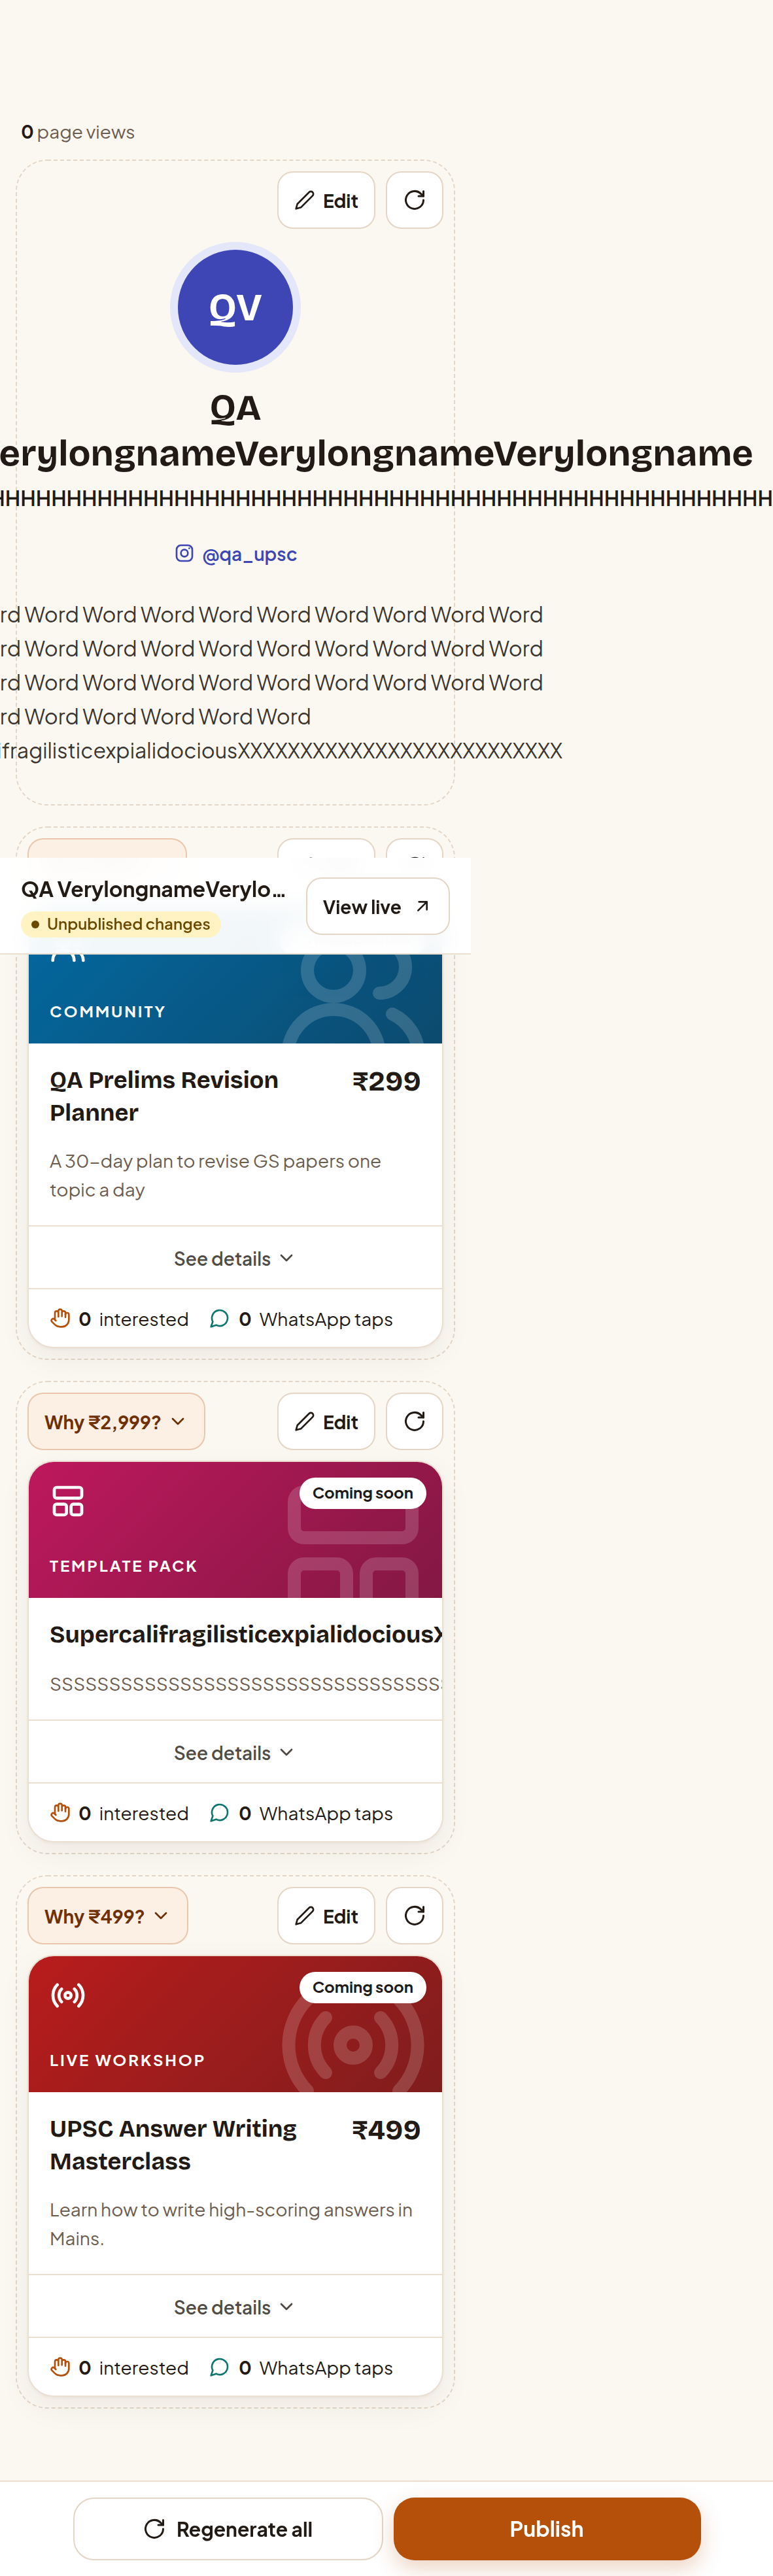 0 page views
Edit
QV
QA
erylongnameVerylongnameVerylongname
@qa_upsc
rd Word Word Word Word Word Word Word Word Word
rd Word Word Word Word Word Word Word Word Word
rd Word Word Word Word Word Word Word Word Word
rd Word Word Word Word Word
QA VerylongnameVerylo...
View live
Unpublished changes
COMMUNITY
QA Prelims Revision
₹299
Planner
A 30-day plan to revise GS papers one
topic a day
See details
0 interested 0 WhatsApp taps
Why ₹2,999?
Edit
Coming soon
TEMPLATE PACK
SupercalifragilisticexpialidociousX
See details
0 interested 0 WhatsApp taps
Why ₹499?
Edit
Coming soon
LIVE WORKSHOP
UPSC Answer Writing
₹499
Masterclass
Learn how to write high-scoring answers in
Mains.
See details
0 interested 0 WhatsApp taps
Regenerate all
Publish